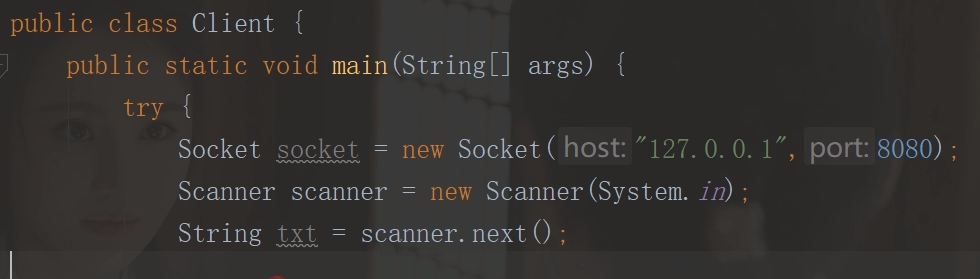 public class Client {
public static void main(String[] args) {
try {
Socket socket = new Socket( host: "127.0.0.1", port: 8080);
Scanner scanner = new Scanner(System.in);
String txt = scanner.next();